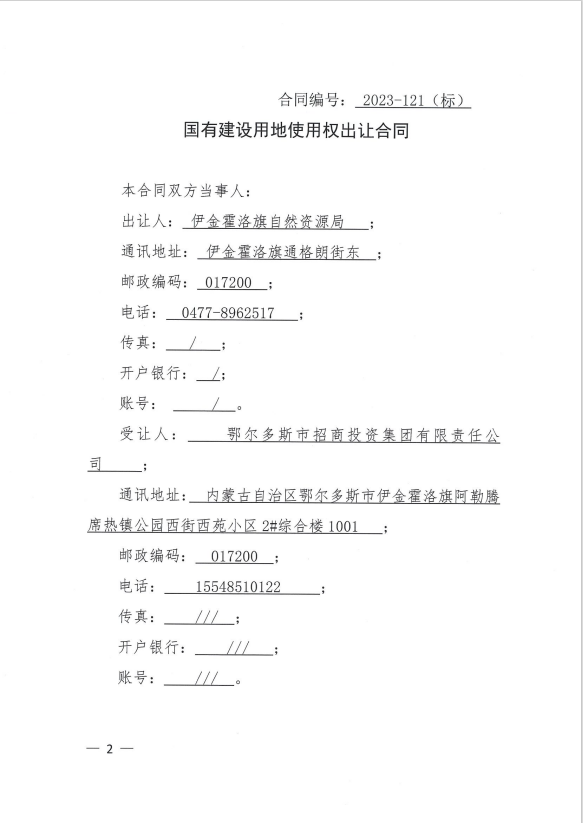 合同编号： 2023-121（标）
国有建设用地使用权出让合同
本合同双方当事人：
出让人： 伊金霍洛旗自然资源局 ；
通讯地址： 伊金霍洛旗通格朗街东 ；
邮政编码： 017200 ；
电话： 0477-8962517 ；
传真： / ；
开户银行： /；
账号： / 。
受让人： 鄂尔多斯市招商投资集团有限责任公
司 ；
通讯地址： 内蒙古自治区鄂尔多斯市伊金霍洛旗阿勒腾
席热镇公园西街西苑小区 2#综合楼 1001 ；
邮政编码： 017200 ；
电话： 15548510122 ；
传真： /// ；
开户银行： /// ；
账号： /// 。
— 2 —